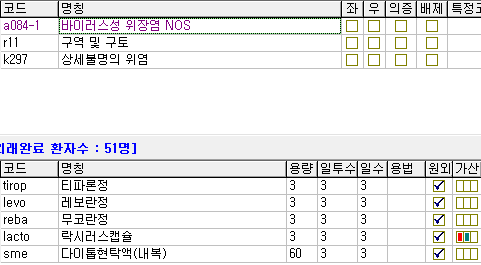 코드 명칭 좌 우 의증 배제 특정코
a084-1 바이러스성 위장염 NOS
r11 구역 및 구토
k297 상세불명의 위염
외래완료 환자수 : 51명]
코드 명칭 용량 일투수 일수 용법 원외 가산
tirop 티파론정 3 3 3
levo 레보란정 3 3 3
reba 무코란정 3 3 3
lacto 락시러스캡슐 3 3 3
sme 다이톱현탁액(내복) 60 3 3